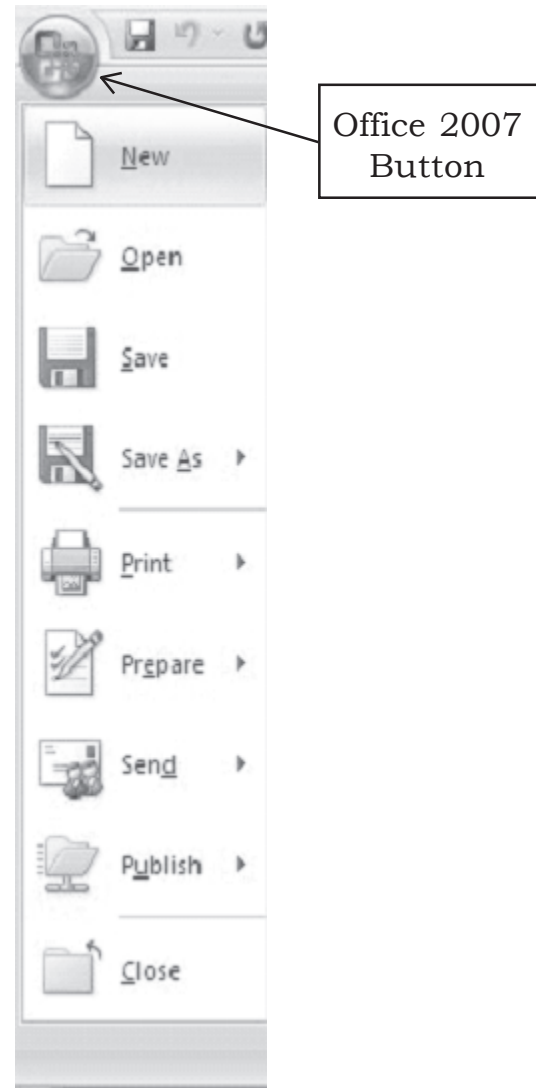 Office 2007
Button
New
Open
Save
Save As
Print
Prepare
Send
Publish
Close